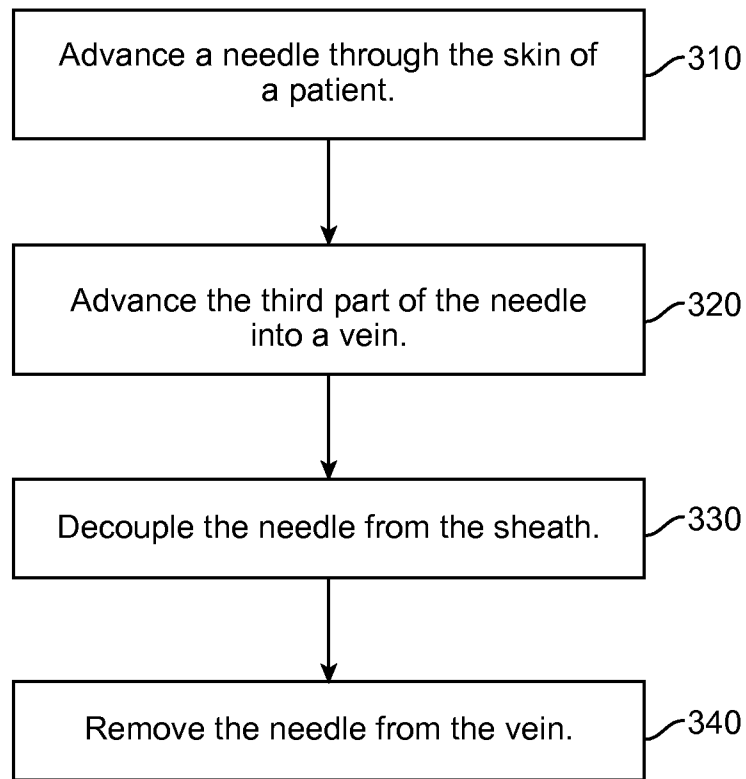 Advance a needle through the skin of
a patient.
310
Advance the third part of the needle
into a vein.
320
Decouple the needle from the sheath.
330
Remove the needle from the vein.
340